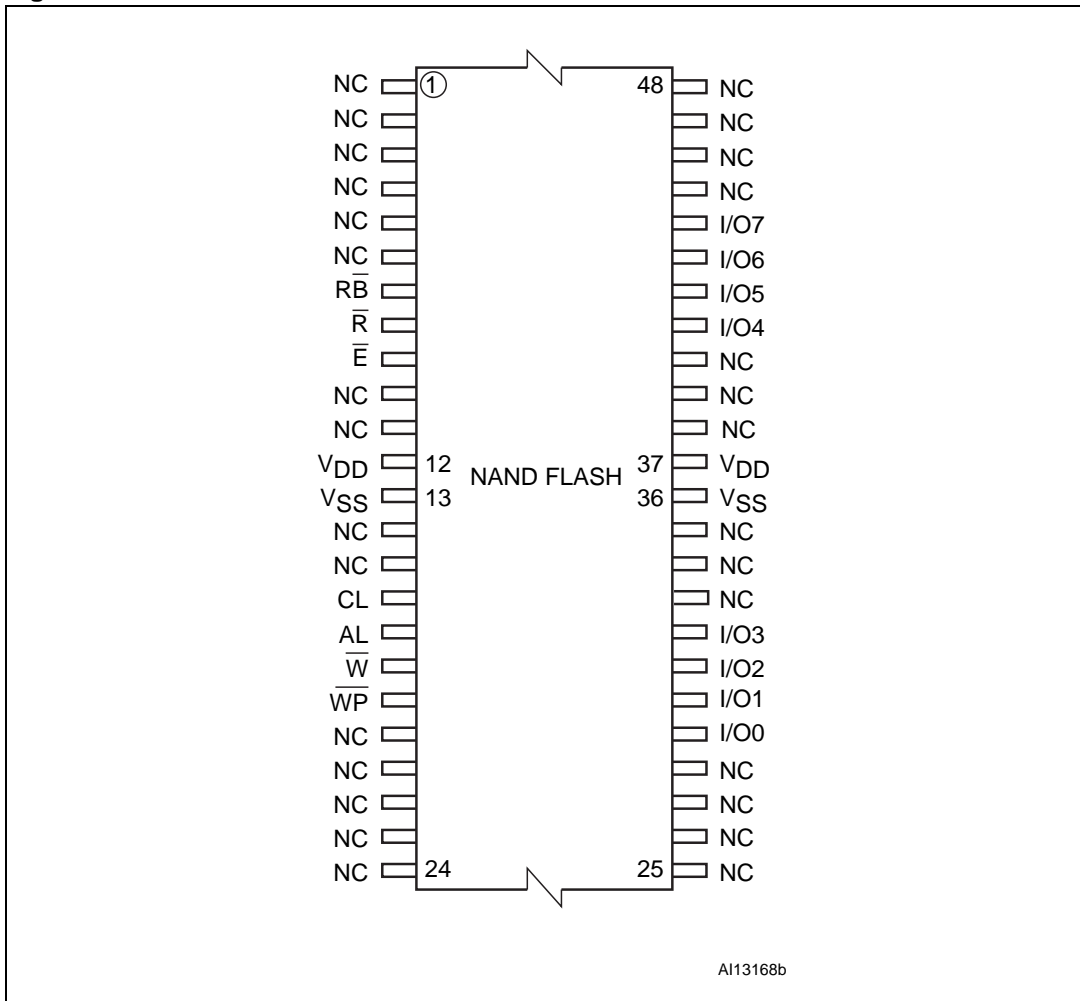 NC ① 48 NC
NC NC
NC NC
NC NC
NC I/O7
NC I/O6
RB̅ I/O5
R̅ I/O4
E̅ NC
NC NC
NC NC
VDD 12 NAND FLASH 37 VDD
VSS 13 36 VSS
NC NC
NC NC
CL NC
AL I/O3
W̅ I/O2
W̅P̅ I/O1
NC I/O0
NC NC
NC NC
NC NC
NC 24 25 NC
AI13168b